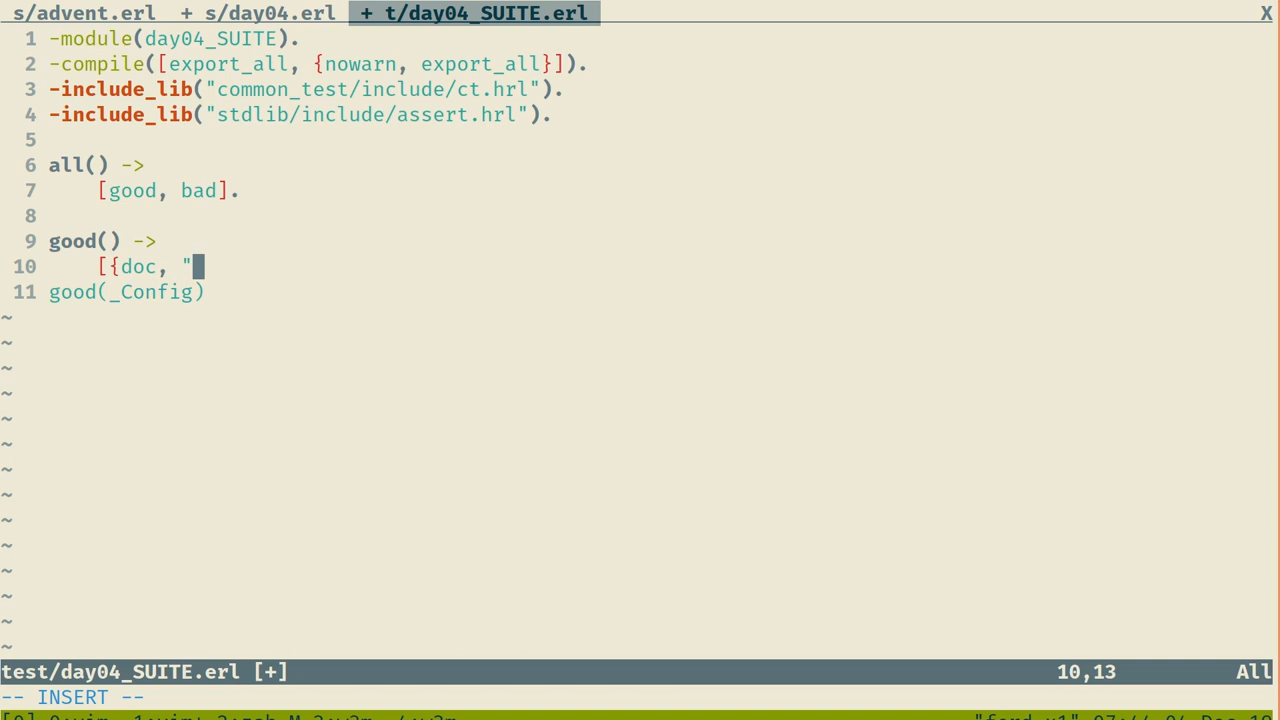 s/advent.erl + s/day04.erl + t/day04_SUITE.erl X
1 -module(day04_SUITE).
2 -compile([export_all, {nowarn, export_all}]).
3 -include_lib("common_test/include/ct.hrl").
4 -include_lib("stdlib/include/assert.hrl").
5
6 all() ->
7 [good, bad].
8
9 good() ->
10 [{doc, "
11 good(_Config)
~
~
~
~
~
~
~
~
~
~
~
~
~
~
test/day04_SUITE.erl [+] 10,13 All
-- INSERT --